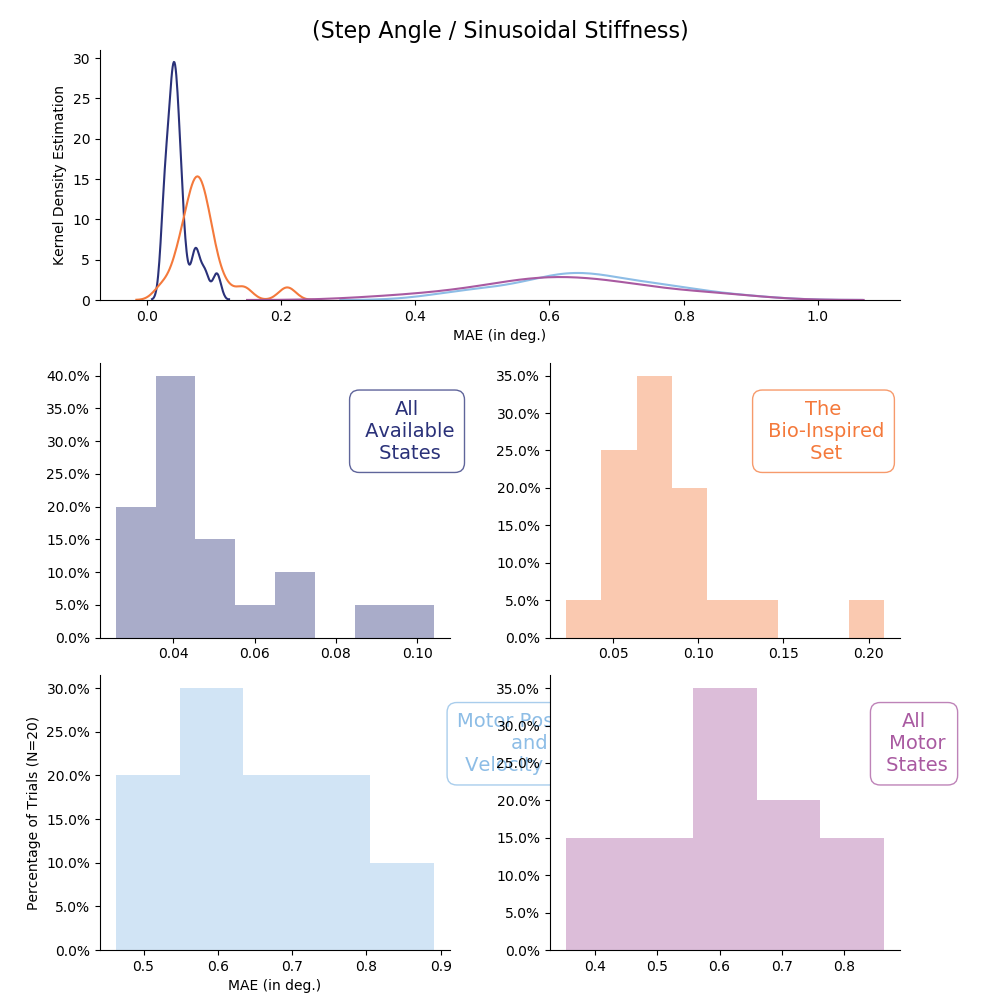 (Step Angle / Sinusoidal Stiffness)
Kernel Density Estimation
30
25
20
15
10
5
0
0.0 0.2 0.4 0.6 0.8 1.0
MAE (in deg.)
40.0%
35.0%
30.0%
25.0%
20.0%
15.0%
10.0%
5.0%
0.0%
0.04 0.06 0.08 0.10
All
Available
States
35.0%
30.0%
25.0%
20.0%
15.0%
10.0%
5.0%
0.0%
0.05 0.10 0.15 0.20
The
Bio-Inspired
Set
Percentage of Trials (N=20)
30.0%
25.0%
20.0%
15.0%
10.0%
5.0%
0.0%
0.5 0.6 0.7 0.8 0.9
MAE (in deg.)
Motor
and
Velocity
35.0%
30.0%
25.0%
20.0%
15.0%
10.0%
5.0%
0.0%
0.4 0.5 0.6 0.7 0.8
All
Motor
States